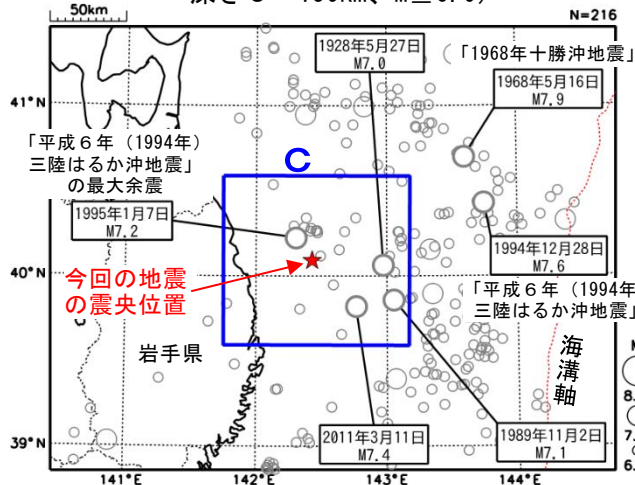 50km
N=216
1928年5月27日
M7.0
「1968年十勝沖地震」
1968年5月16日
M7.9
41°N
「平成６年（1994年）
三陸はるか沖地震」
の最大余震
C
1995年1月7日
M7.2
1994年12月28日
M7.6
今回の地震
の震央位置
40°N
「平成６年（1994年
三陸はるか沖地震」
岩手県
海溝軸
M
8.
7.
6.
2011年3月11日
M7.4
1989年11月2日
M7.1
39°N
141°E
142°E
143°E
144°E